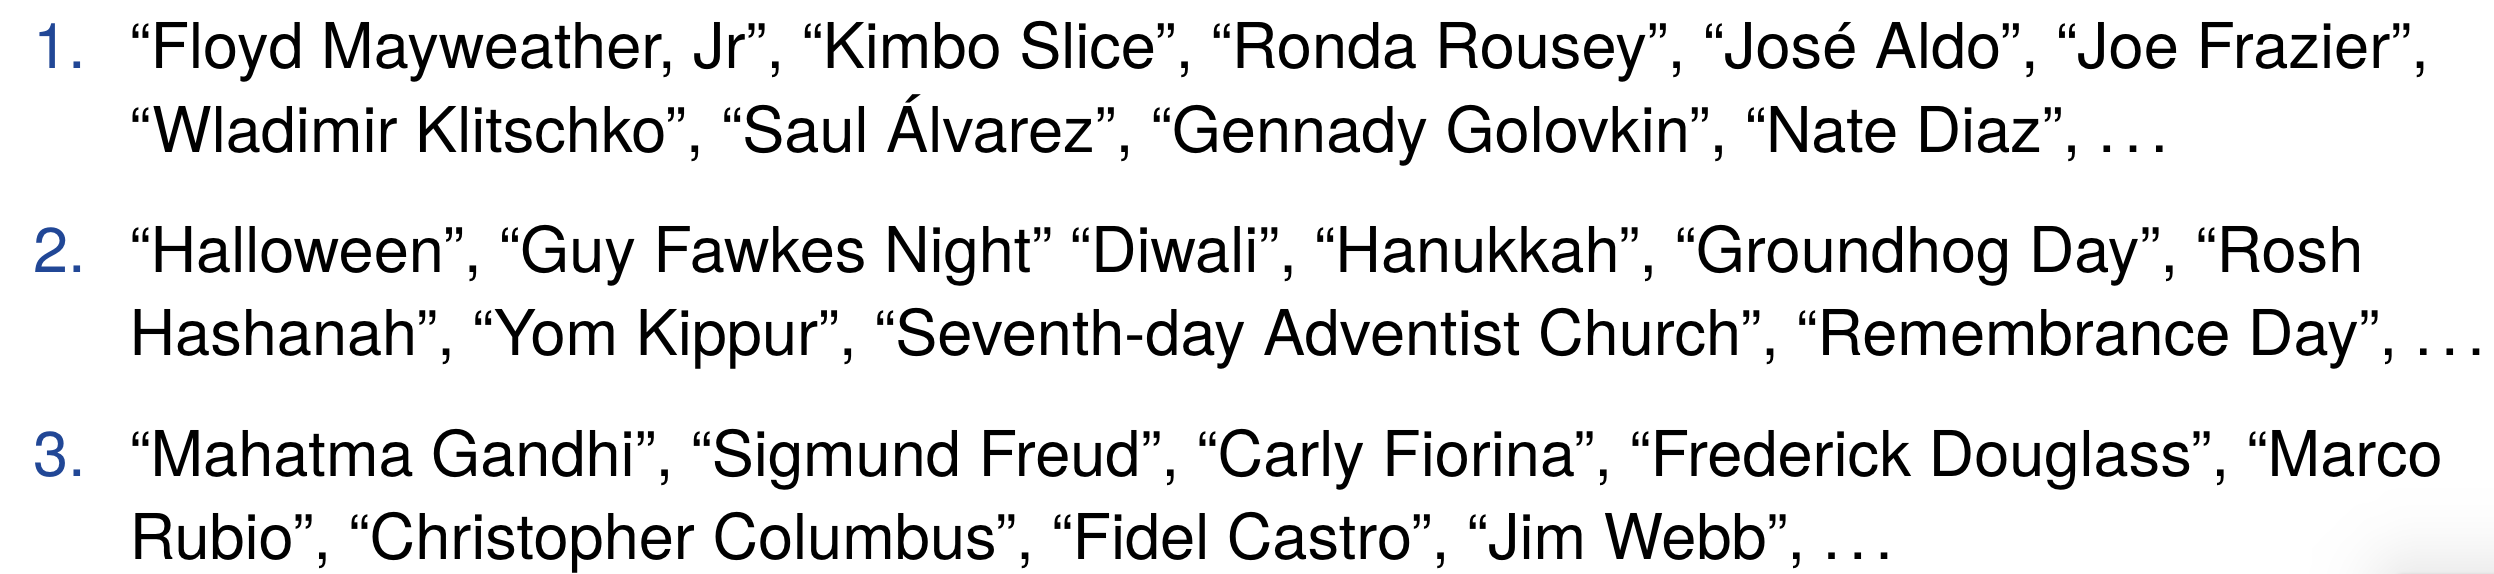 1. “Floyd Mayweather, Jr”, “Kimbo Slice”, “Ronda Rousey”, “José Aldo”, “Joe Frazier”,
“Wladimir Klitschko”, “Saul Álvarez”, “Gennady Golovkin”, “Nate Diaz”, . . .
2. “Halloween”, “Guy Fawkes Night” “Diwali”, “Hanukkah”, “Groundhog Day”, “Rosh
Hashanah”, “Yom Kippur”, “Seventh-day Adventist Church”, “Remembrance Day”, . . .
3. “Mahatma Gandhi”, “Sigmund Freud”, “Carly Fiorina”, “Frederick Douglass”, “Marco
Rubio”, “Christopher Columbus”, “Fidel Castro”, “Jim Webb”, . . .